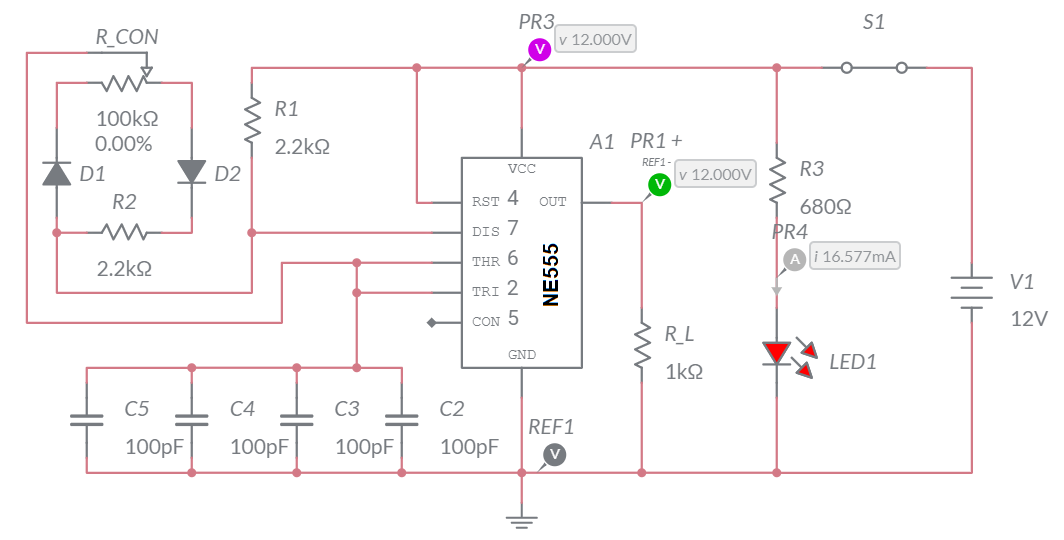 PR3
v 12.000V
V
S1
R_CON
100kΩ
0.00%
R1
2.2kΩ
A1
PR1 +
REF1 -
v 12.000V
V
D1
D2
R2
2.2kΩ
VCC
RST 4
OUT
DIS 7
THR 6
TRI 2
CON 5
GND
NE555
R3
680Ω
PR4
A
i 16.577mA
V1
12V
R_L
1kΩ
LED1
C5
100pF
C4
100pF
C3
100pF
C2
100pF
REF1
V